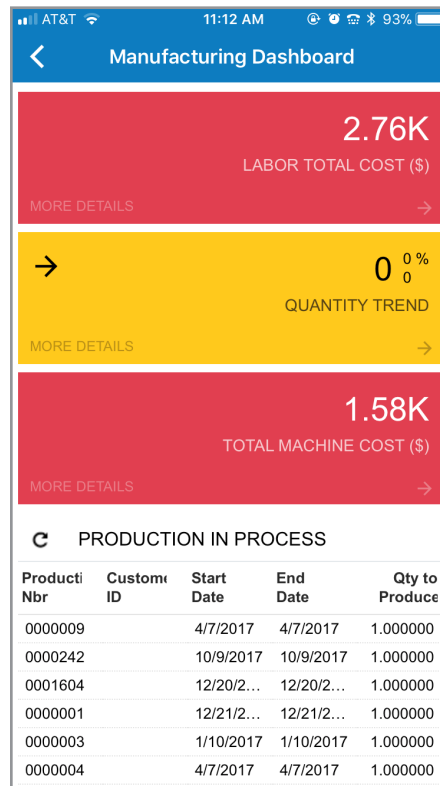 AT&T 11:12 AM 93%
Manufacturing Dashboard
2.76K
LABOR TOTAL COST ($)
MORE DETAILS
0 0 %
0
QUANTITY TREND
MORE DETAILS
1.58K
TOTAL MACHINE COST ($)
MORE DETAILS
PRODUCTION IN PROCESS
Producti Custome Start End Qty to
Nbr ID Date Date Produce
0000009 4/7/2017 4/7/2017 1.000000
0000242 10/9/2017 10/9/2017 1.000000
0001604 12/20/2... 12/20/2... 1.000000
0000001 12/21/2... 12/21/2... 1.000000
0000003 1/10/2017 1/10/2017 1.000000
0000004 4/7/2017 4/7/2017 1.000000